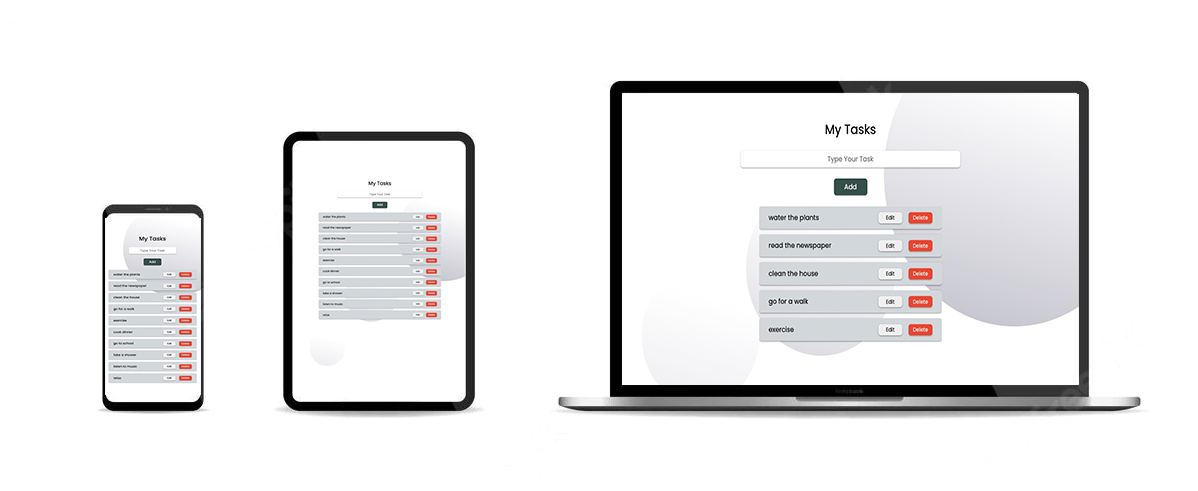 My Tasks
Type Your Task
Add
water the plants Edit Delete
read the newspaper Edit Delete
clean the house Edit Delete
go for a walk Edit Delete
exercise Edit Delete
cook dinner Edit Delete
go to school Edit Delete
take a shower Edit Delete
listen to music Edit Delete
relax Edit Delete
My Tasks
Type Your Task
Add
water the plants Edit Delete
read the newspaper Edit Delete
clean the house Edit Delete
go for a walk Edit Delete
exercise Edit Delete
cook dinner Edit Delete
go to school Edit Delete
take a shower Edit Delete
listen to music Edit Delete
relax Edit Delete
My Tasks
Type Your Task
Add
water the plants Edit Delete
read the newspaper Edit Delete
clean the house Edit Delete
go for a walk Edit Delete
exercise Edit Delete